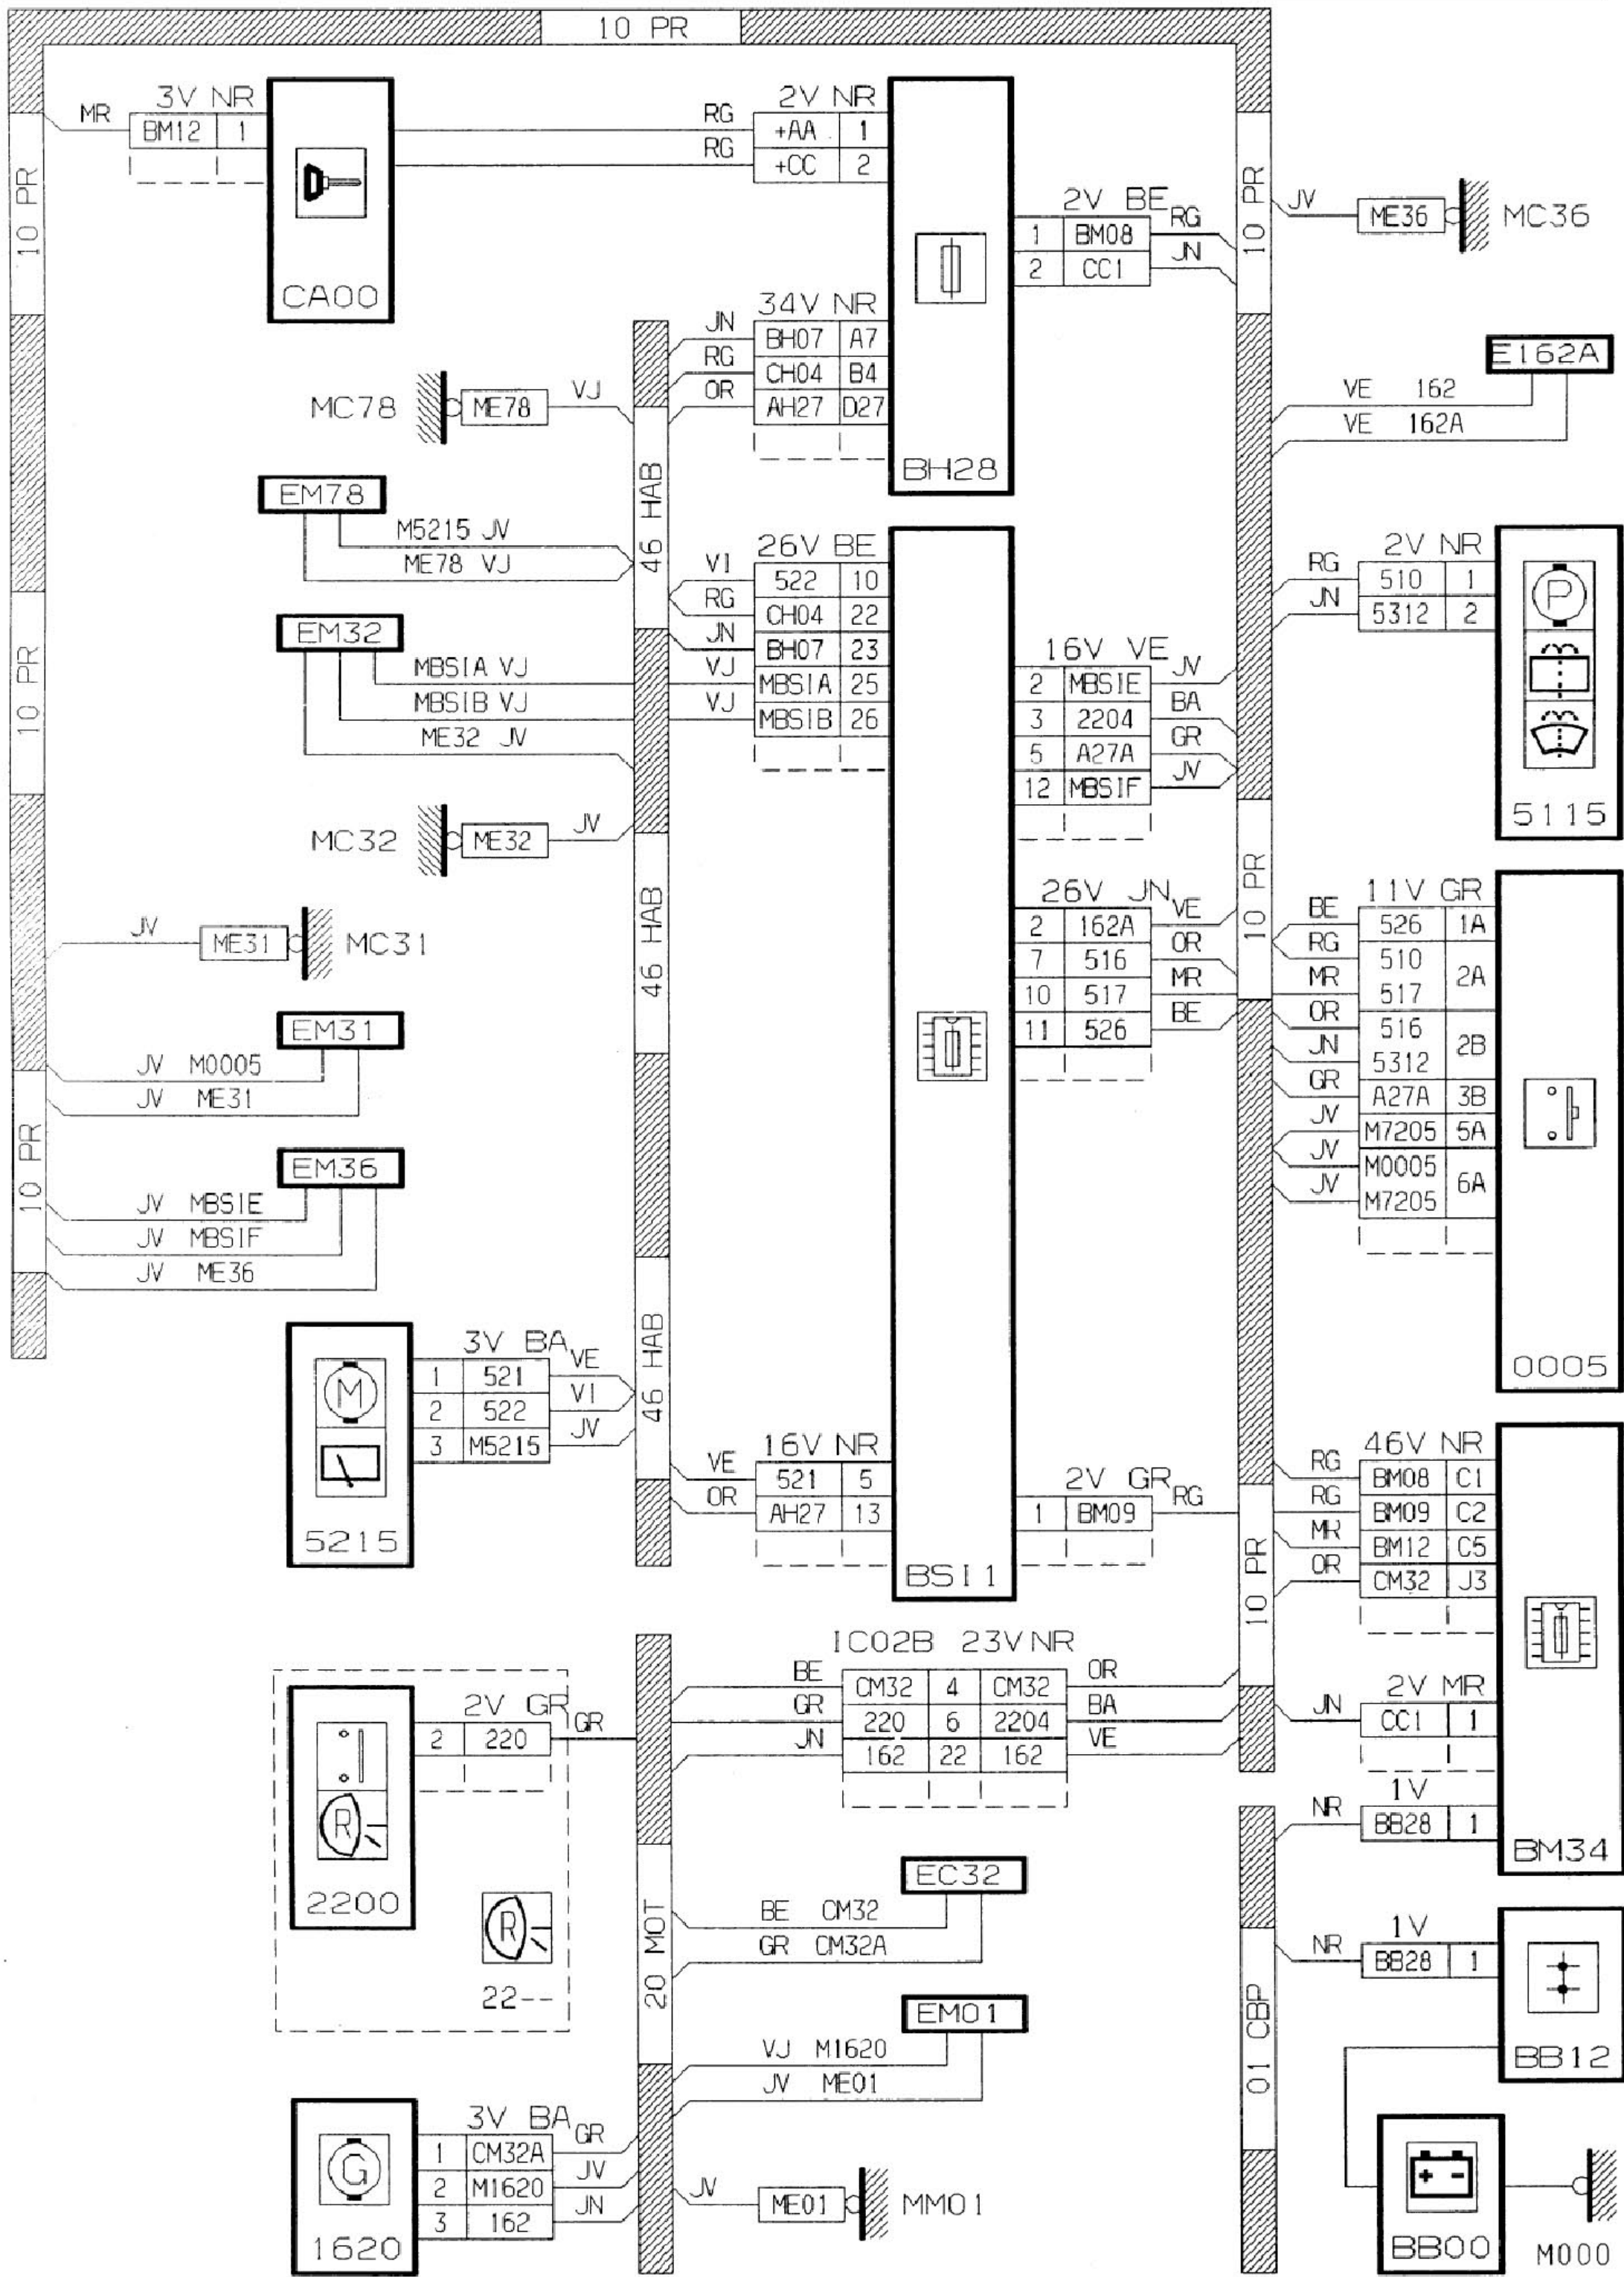 10 PR
10 PR
MR
3V NR
BM12 1
CA00
RG
RG
2V NR
+AA 1
+CC 2
2V BE
1 BM08 RG
2 CC1 JN
10 PR
JV
ME36
MC36
34V NR
JN BH07 A7
RG CH04 B4
OR AH27 D27
BH28
E162A
VE 162
VE 162A
MC78
ME78
VJ
46 HAB
EM78
M5215 JV
ME78 VJ
26V BE
VI 522 10
RG CH04 22
JN BH07 23
VJ MBSIA 25
VJ MBSIB 26
2V NR
RG 510 1
JN 5312 2
P
5115
EM32
MBSIA VJ
MBSIB VJ
ME32 JV
10 PR
16V VE
2 MBSIE JV
3 2204 BA
5 A27A GR
12 MBSIF JV
MC32
ME32
JV
10 PR
26V JN
2 162A VE
7 516 OR
10 517 MR
11 526 BE
11V GR
BE 526 1A
RG 510
2A
MR 517
OR 516
2B
JN 5312
GR A27A 3B
JV M7205 5A
JV M0005
6A
JV M7205
0005
46 HAB
JV
ME31
MC31
EM31
JV M0005
JV ME31
10 PR
EM36
JV MBSIE
JV MBSIF
JV ME36
46 HAB
M
5215
3V BA
1 521 VE
2 522 VI
3 M5215 JV
16V NR
VE 521 5
OR AH27 13
BSI1
2V GR
1 BM09 RG
10 PR
46V NR
RG BM08 C1
RG BM09 C2
MR BM12 C5
OR CM32 J3
IC02B 23V NR
BE CM32 4 CM32 OR
GR 220 6 2204 BA
JN 162 22 162 VE
2V MR
JN CC1 1
1V
NR BB28 1
BM34
2V GR
2 220 GR
R
2200
R
22--
20 MOT
EC32
BE CM32
GR CM32A
EM01
VJ M1620
JV ME01
01 CBP
1V
NR BB28 1
BB12
3V BA
1 CM32A GR
2 M1620 JV
3 162 JN
G
1620
JV
ME01
MM01
+ -
BB00
M000